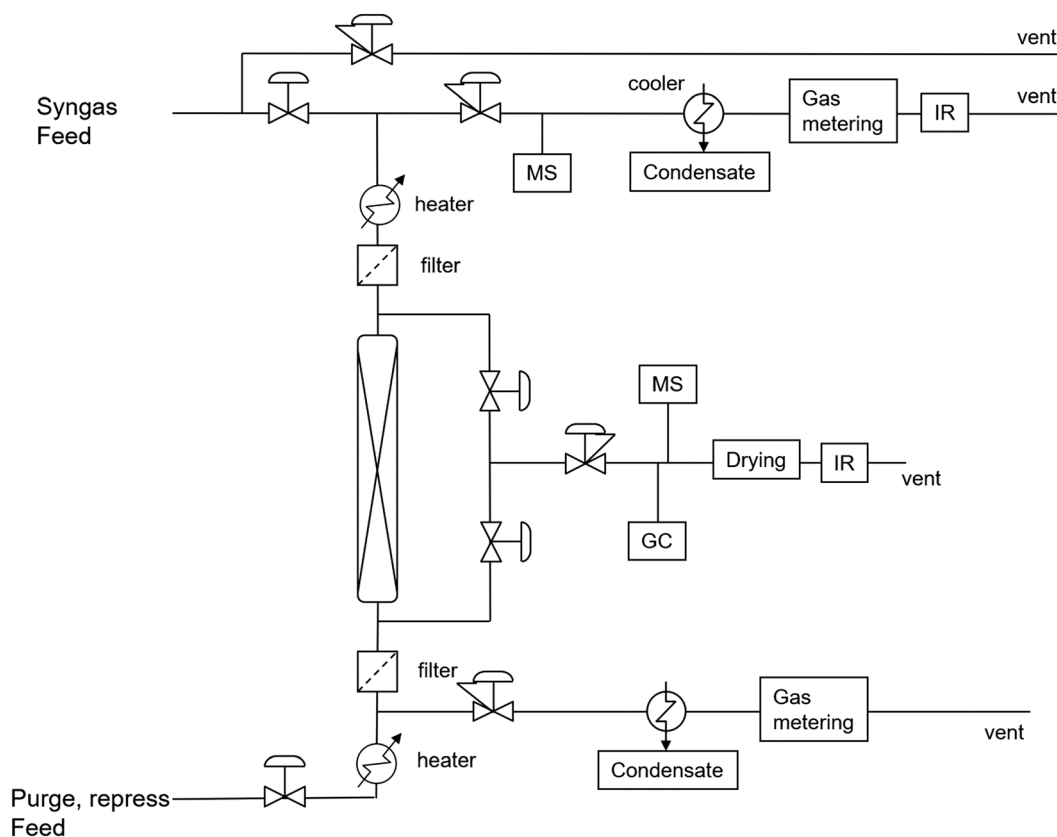 vent
cooler
Gas
metering
vent
IR
Syngas
Feed
MS
Condensate
heater
filter
MS
Drying
IR
vent
GC
filter
Gas
metering
vent
heater
Condensate
Purge, repress
Feed